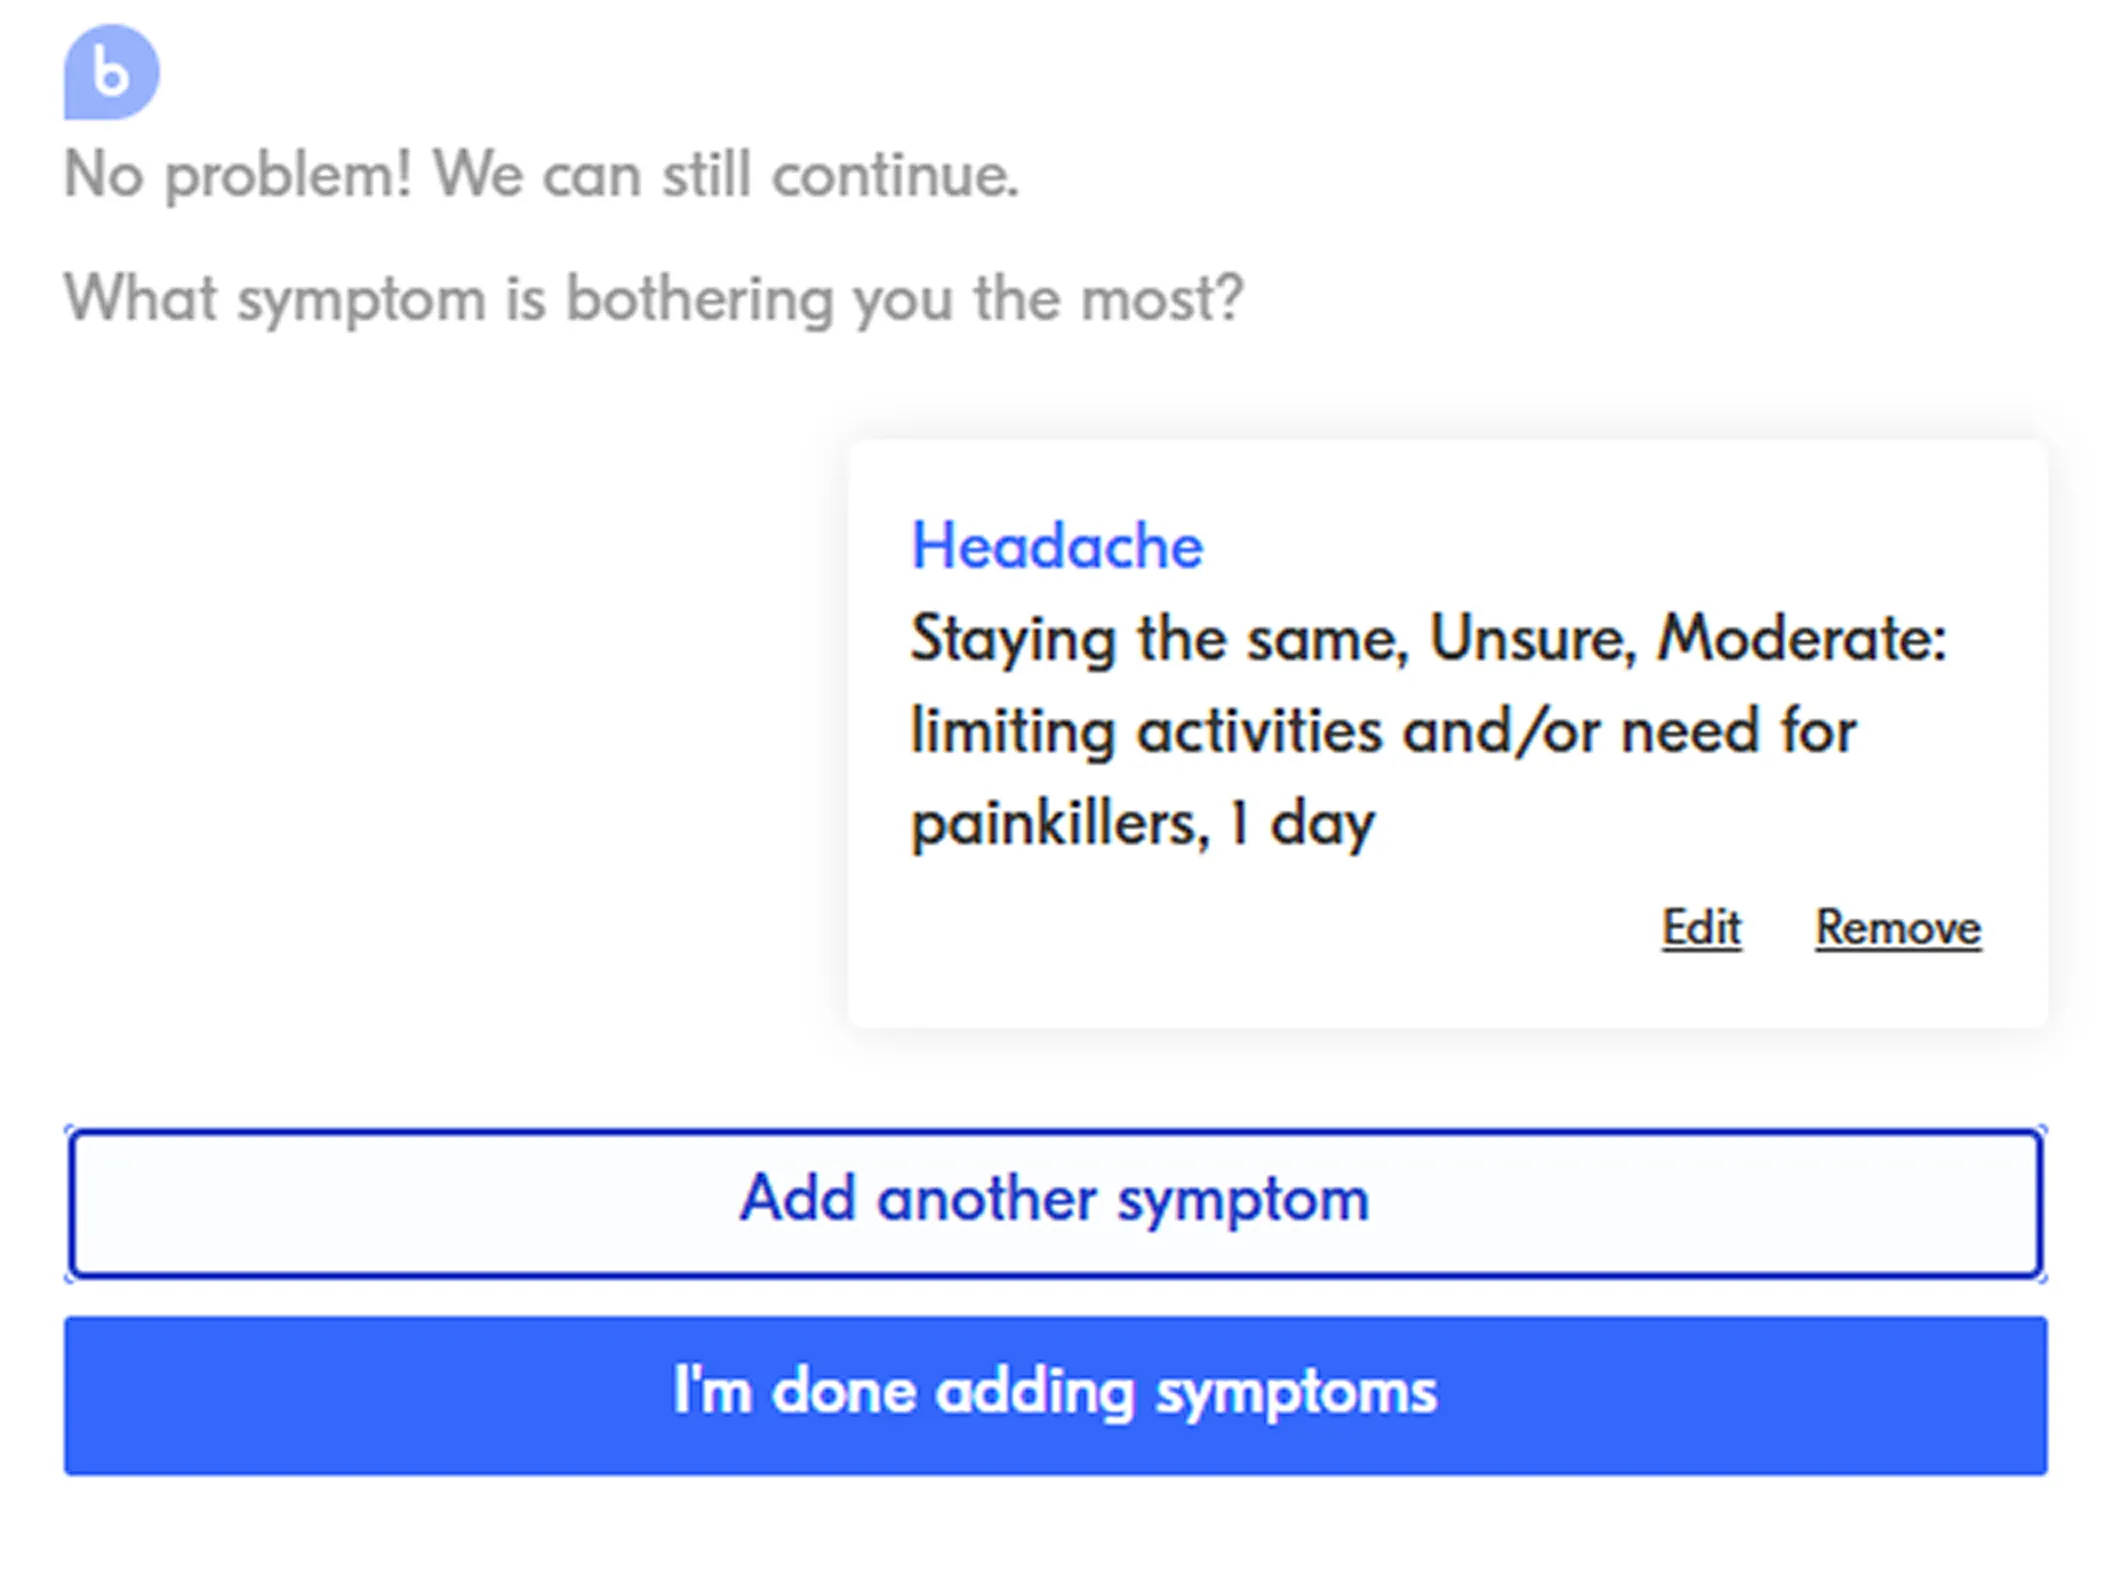 b
No problem! We can still continue.
What symptom is bothering you the most?
Headache
Staying the same, Unsure, Moderate:
limiting activities and/or need for
painkillers, 1 day
Edit Remove
Add another symptom
I'm done adding symptoms